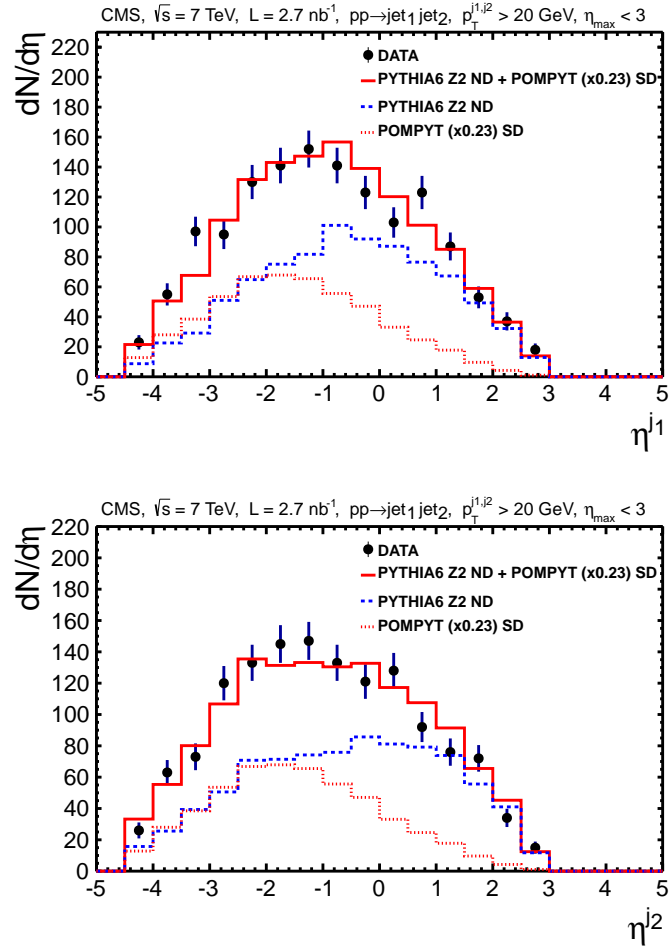 CMS, √s = 7 TeV, L = 2.7 nb⁻¹, pp→jet₁ jet₂, p_T^{j1,j2} > 20 GeV, η_max < 3
dN/dη
220
200
180
160
140
120
100
80
60
40
20
0
DATA
PYTHIA6 Z2 ND + POMPYT (x0.23) SD
PYTHIA6 Z2 ND
POMPYT (x0.23) SD
-5 -4 -3 -2 -1 0 1 2 3 4 5
η^{j1}
CMS, √s = 7 TeV, L = 2.7 nb⁻¹, pp→jet₁ jet₂, p_T^{j1,j2} > 20 GeV, η_max < 3
dN/dη
220
200
180
160
140
120
100
80
60
40
20
0
DATA
PYTHIA6 Z2 ND + POMPYT (x0.23) SD
PYTHIA6 Z2 ND
POMPYT (x0.23) SD
-5 -4 -3 -2 -1 0 1 2 3 4 5
η^{j2}